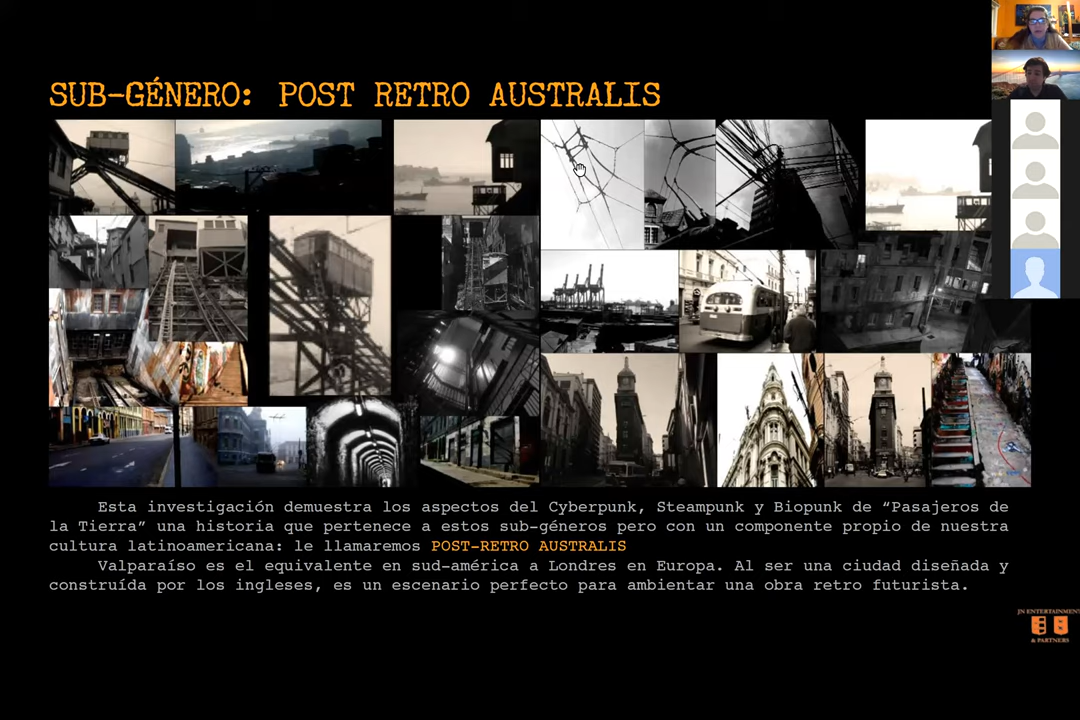 SUB-GÉNERO: POST RETRO AUSTRALIS
Esta investigación demuestra los aspectos del Cyberpunk, Steampunk y Biopunk de “Pasajeros de
la Tierra” una historia que pertenece a estos sub-géneros pero con un componente propio de nuestra
cultura latinoamericana: le llamaremos POST-RETRO AUSTRALIS
Valparaíso es el equivalente en sud-américa a Londres en Europa. Al ser una ciudad diseñada y
construída por los ingleses, es un escenario perfecto para ambientar una obra retro futurista.
JN ENTERTAINMENT
& PARTNERS